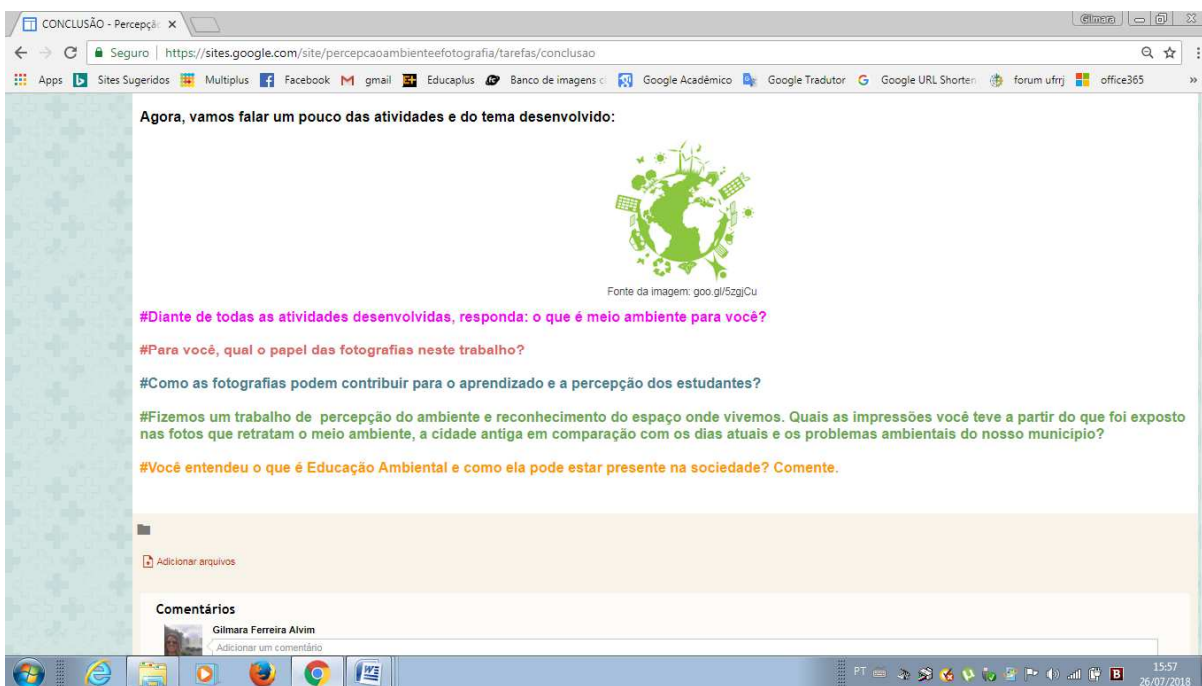 CONCLUSÃO - Percepçã
Gilmara
Seguro | https://sites.google.com/site/percepcaoambienteefotografia/tarefas/conclusao
Apps Sites Sugeridos Multiplus Facebook gmail Educaplus Banco de imagens Google Acadêmico Google Tradutor Google URL Shorten forum ufrrj office365 »
Agora, vamos falar um pouco das atividades e do tema desenvolvido:
Fonte da imagem: goo.gl/5zgjCu
#Diante de todas as atividades desenvolvidas, responda: o que é meio ambiente para você?
#Para você, qual o papel das fotografias neste trabalho?
#Como as fotografias podem contribuir para o aprendizado e a percepção dos estudantes?
#Fizemos um trabalho de percepção do ambiente e reconhecimento do espaço onde vivemos. Quais as impressões você teve a partir do que foi exposto
nas fotos que retratam o meio ambiente, a cidade antiga em comparação com os dias atuais e os problemas ambientais do nosso municipio?
#Você entendeu o que é Educação Ambiental e como ela pode estar presente na sociedade? Comente.
Adicionar arquivos
Comentários
Gilmara Ferreira Alvim
Adicionar um comentário
PT 15:57
26/07/2018